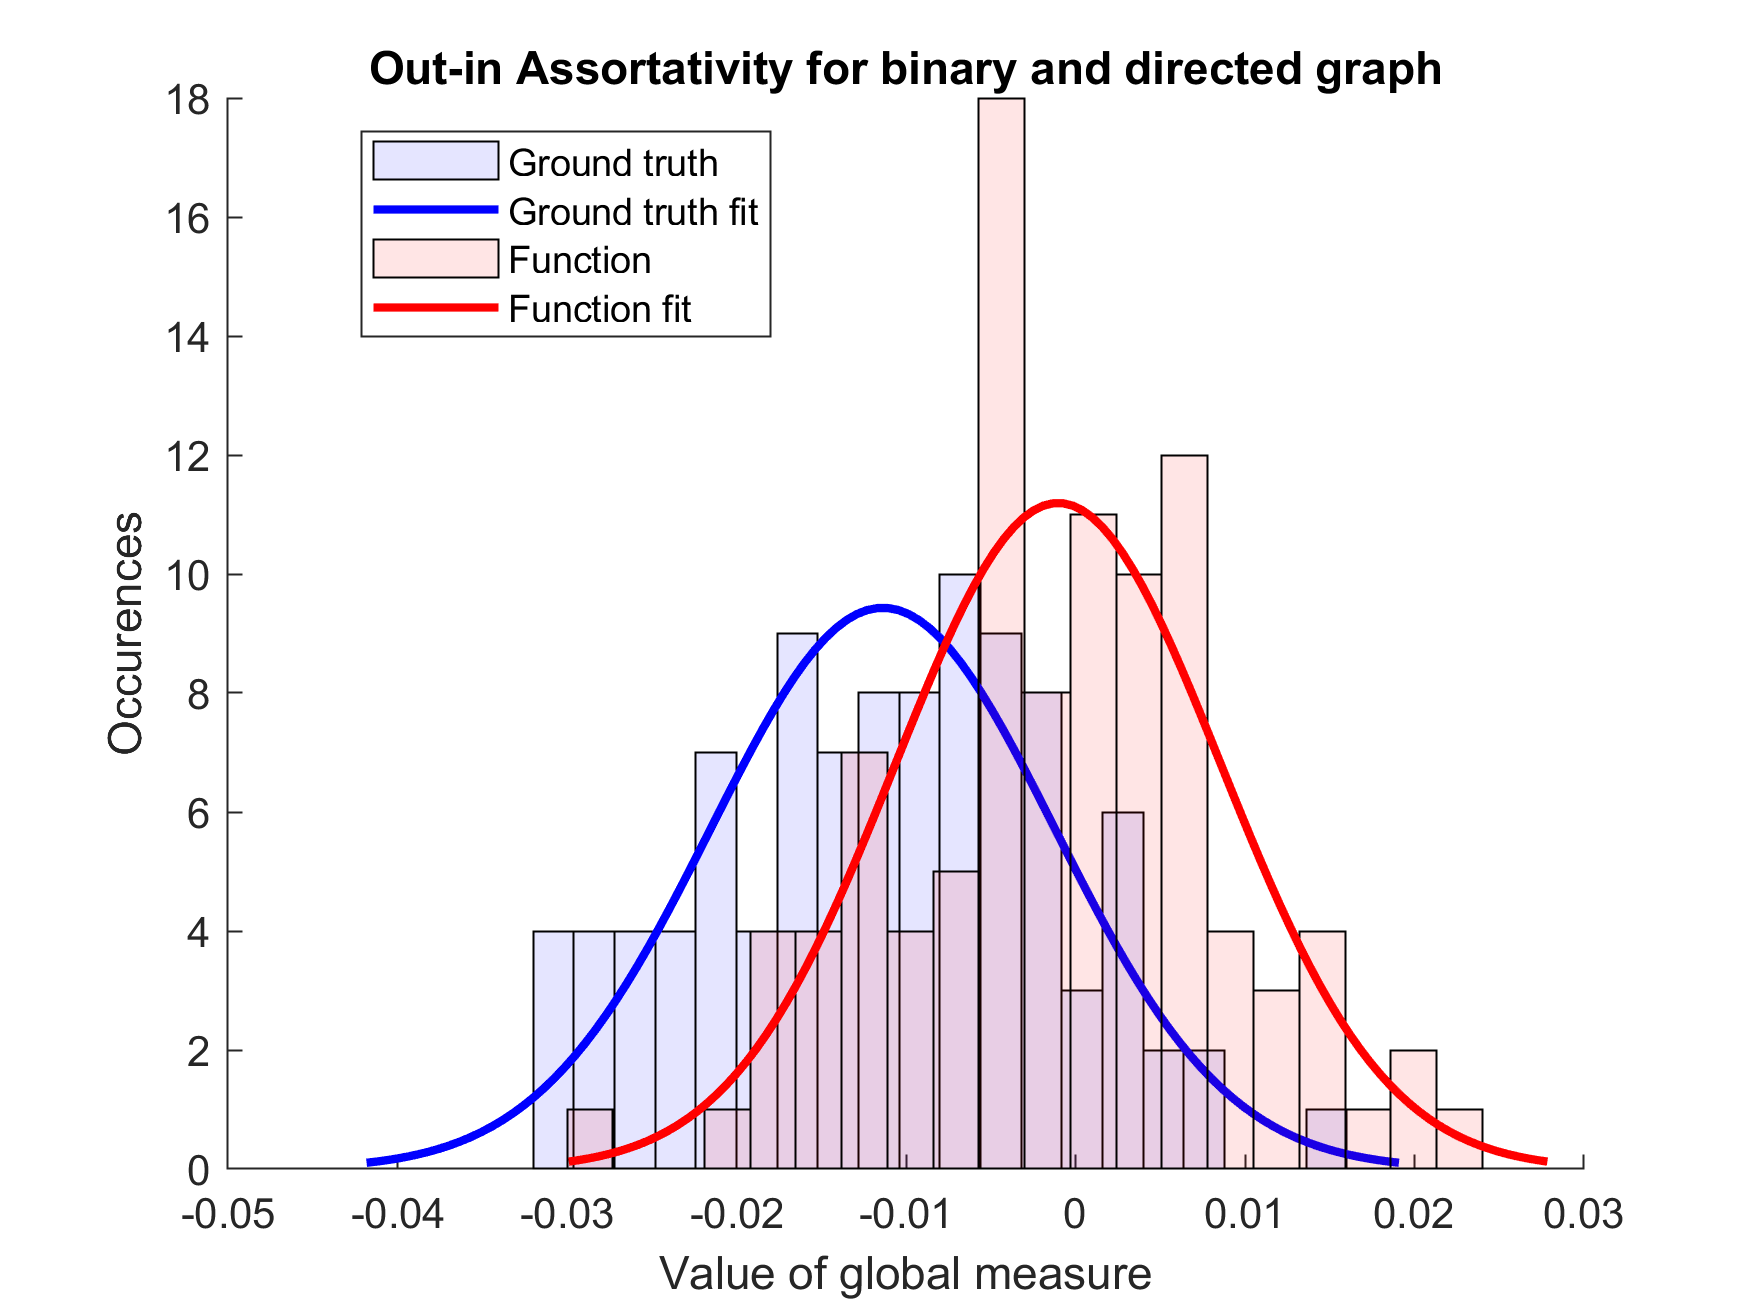 Out-in Assortativity for binary and directed graph
18
16
14
12
10
8
6
4
2
0
Ground truth
Ground truth fit
Function
Function fit
Occurences
-0.05 -0.04 -0.03 -0.02 -0.01 0 0.01 0.02 0.03
Value of global measure